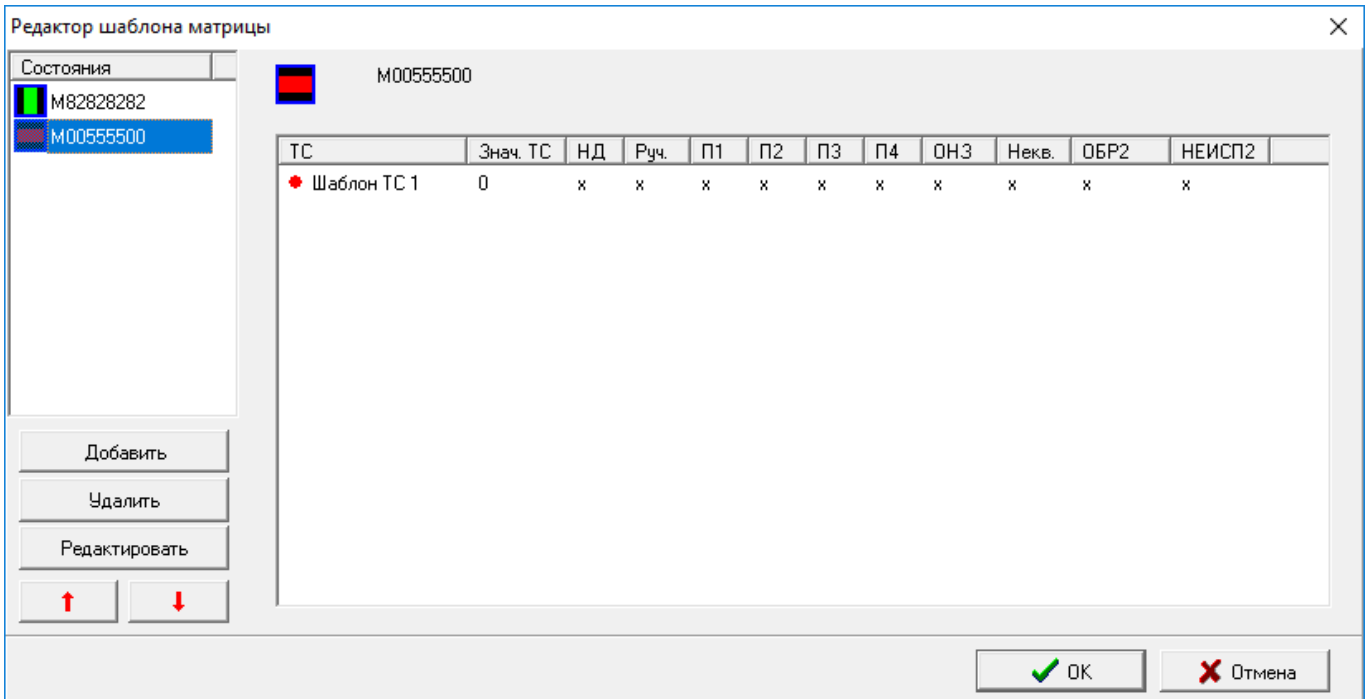 Редактор шаблона матрицы
Состояния
M82828282
M00555500
M00555500
ТС Знач. ТС НД Руч. П1 П2 П3 П4 ОНЗ Некв. ОБР2 НЕИСП2
Шаблон ТС 1 0 x x x x x x x x x x
Добавить
Удалить
Редактировать
OK Отмена